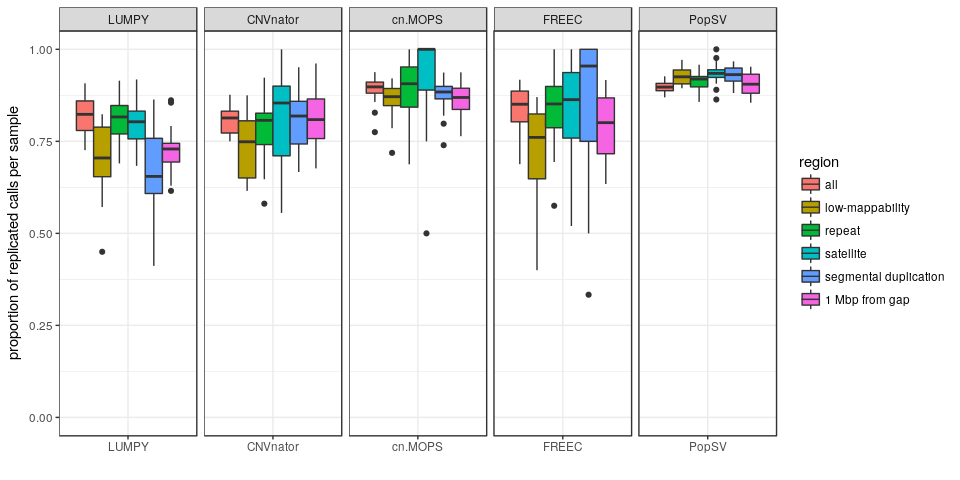 LUMPY
CNVnator
cn.MOPS
FREEC
PopSV
proportion of replicated calls per sample
1.00
0.75
0.50
0.25
0.00
LUMPY
CNVnator
cn.MOPS
FREEC
PopSV
region
all
low-mappability
repeat
satellite
segmental duplication
1 Mbp from gap